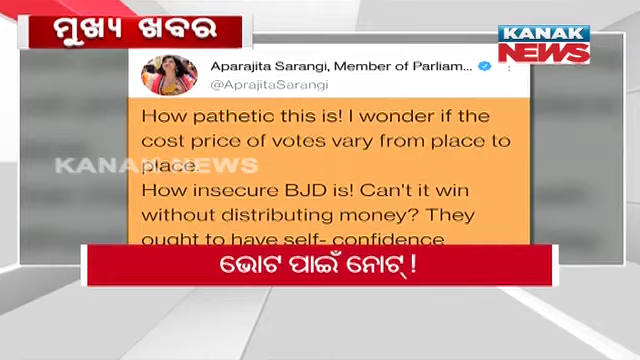 ମୁଖ୍ୟ ଖବର
KANAK
NEWS
Aparajita Sarangi, Member of Parliam...
@AprajitaSarangi
How pathetic this is! I wonder if the
cost price of votes vary from place to
place.
KANAK NEWS
How insecure BJD is! Can't it win
without distributing money? They
ought to have self- confidence
ଭୋଟ ପାଇଁ ନୋଟ୍ !